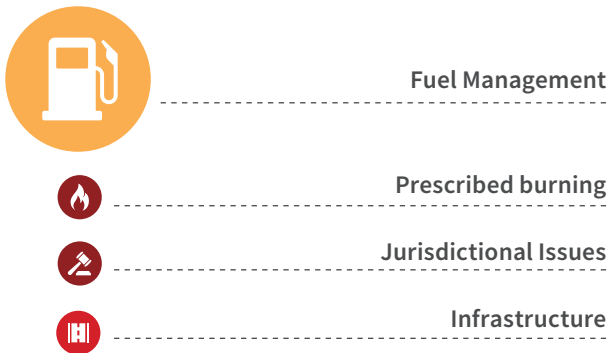 Fuel Management
Prescribed burning
Jurisdictional Issues
Infrastructure